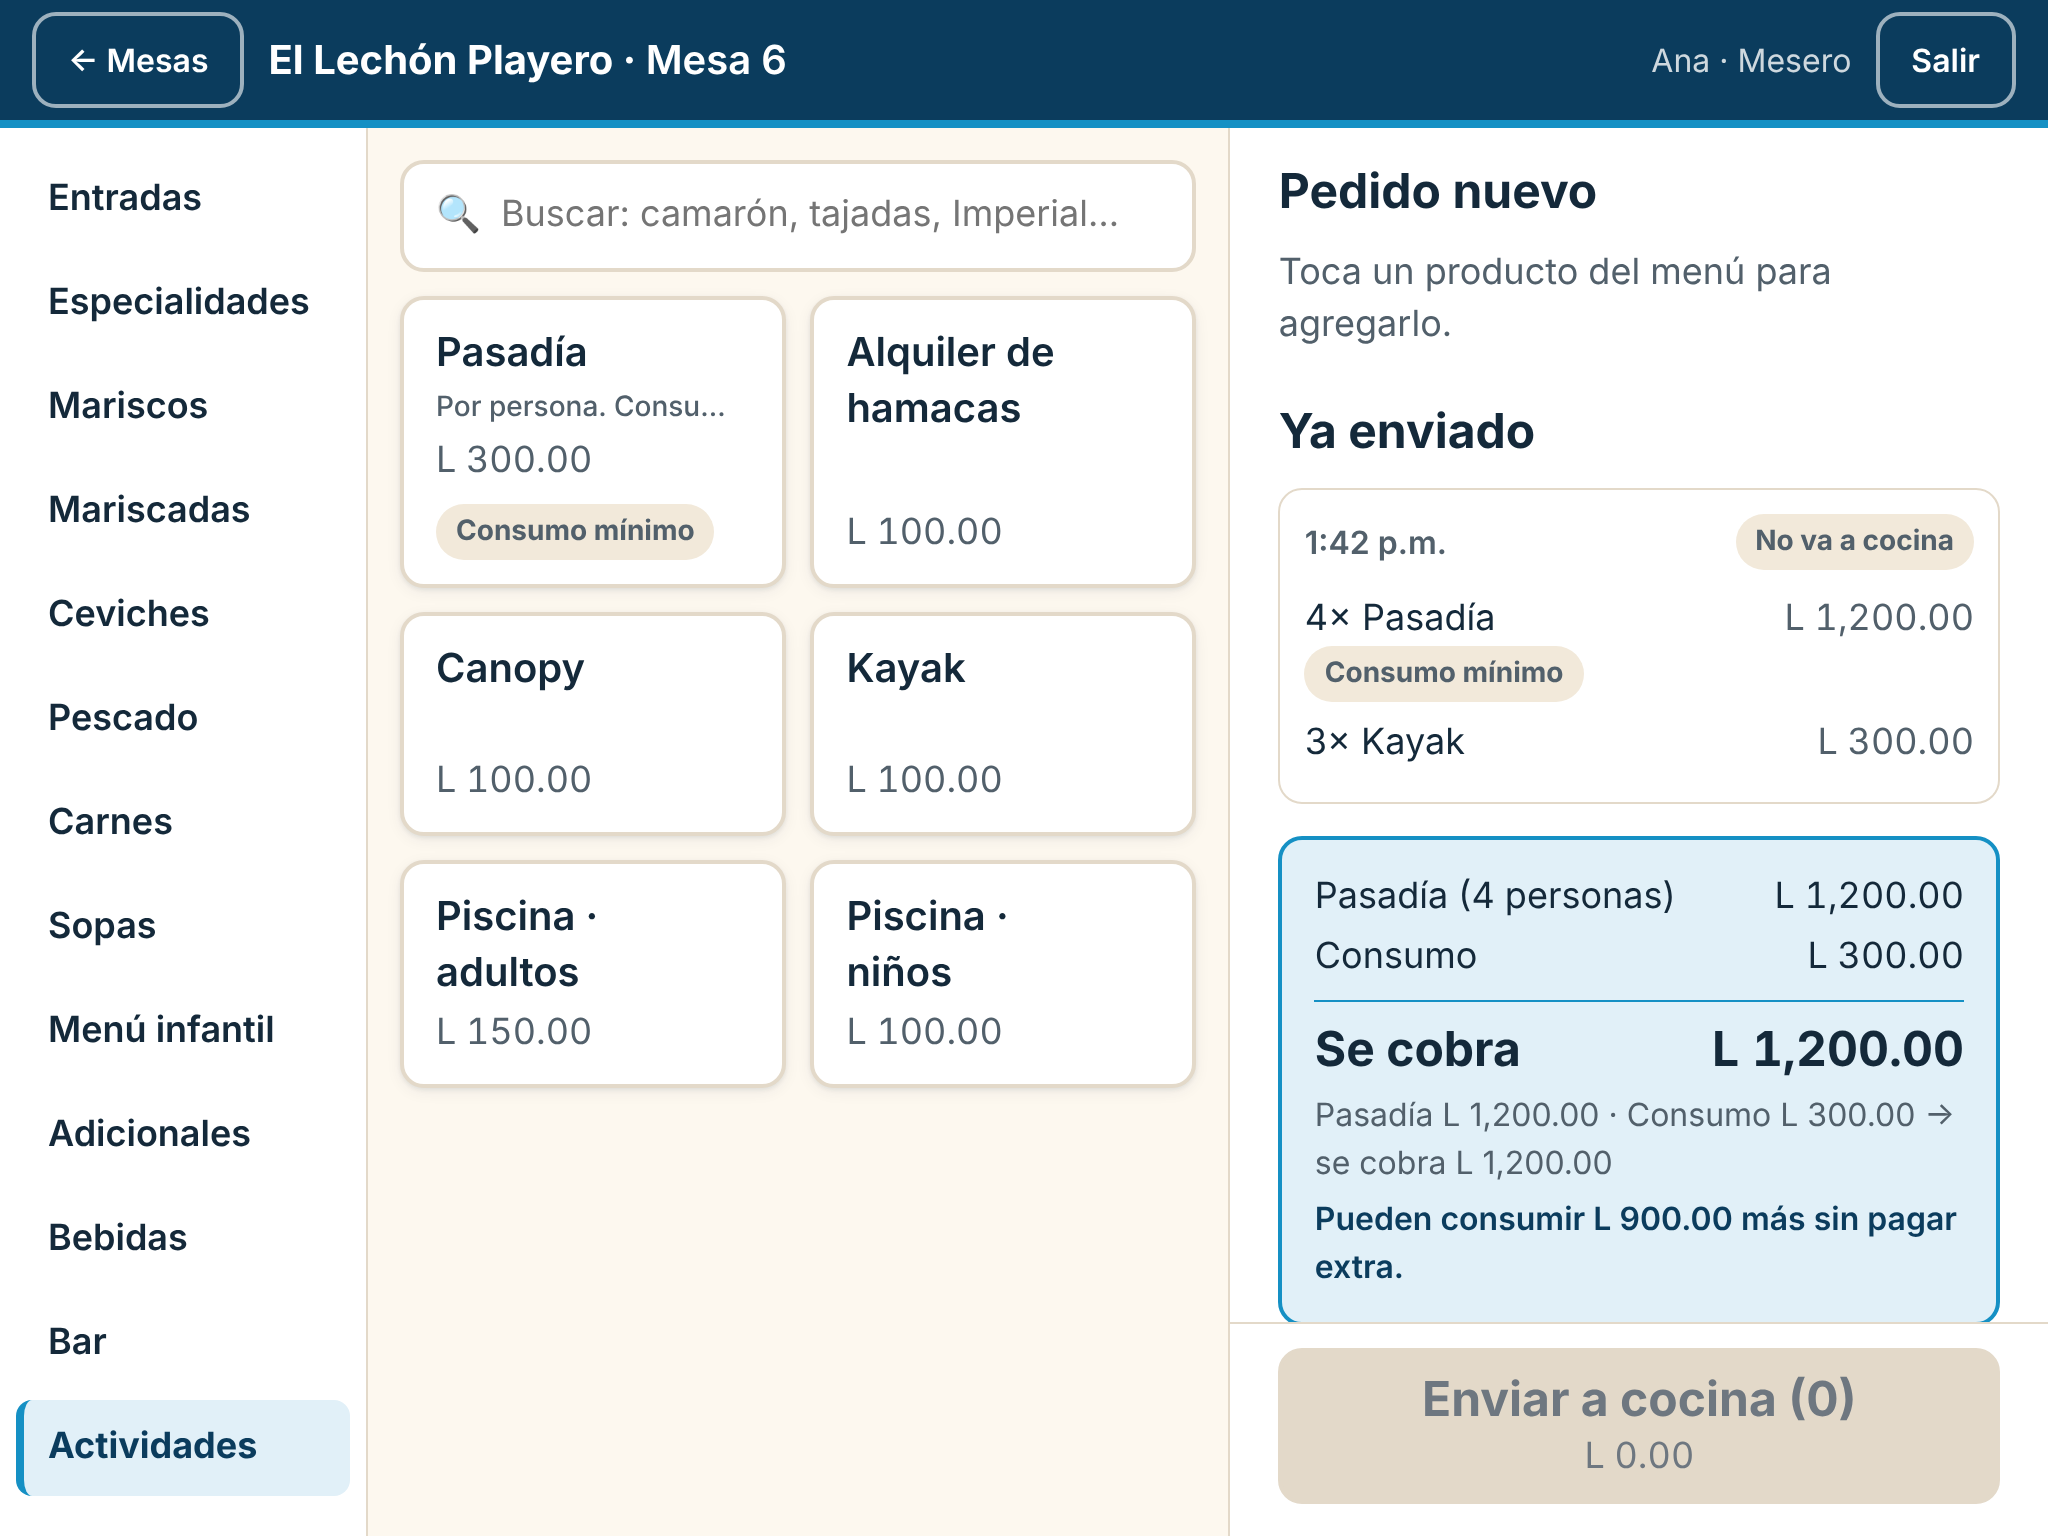 ← Mesas
El Lechón Playero · Mesa 6
Ana · Mesero
Salir
Entradas
Especialidades
Mariscos
Mariscadas
Ceviches
Pescado
Carnes
Sopas
Menú infantil
Adicionales
Bebidas
Bar
Actividades
Buscar: camarón, tajadas, Imperial...
Pasadía
Por persona. Consu...
L 300.00
Consumo mínimo
Alquiler de
hamacas
L 100.00
Canopy
L 100.00
Kayak
L 100.00
Piscina ·
adultos
L 150.00
Piscina ·
niños
L 100.00
Pedido nuevo
Toca un producto del menú para
agregarlo.
Ya enviado
1:42 p.m.
No va a cocina
4× Pasadía
L 1,200.00
Consumo mínimo
3× Kayak
L 300.00
Pasadía (4 personas)
L 1,200.00
Consumo
L 300.00
Se cobra
L 1,200.00
Pasadía L 1,200.00 · Consumo L 300.00 →
se cobra L 1,200.00
Pueden consumir L 900.00 más sin pagar
extra.
Enviar a cocina (0)
L 0.00